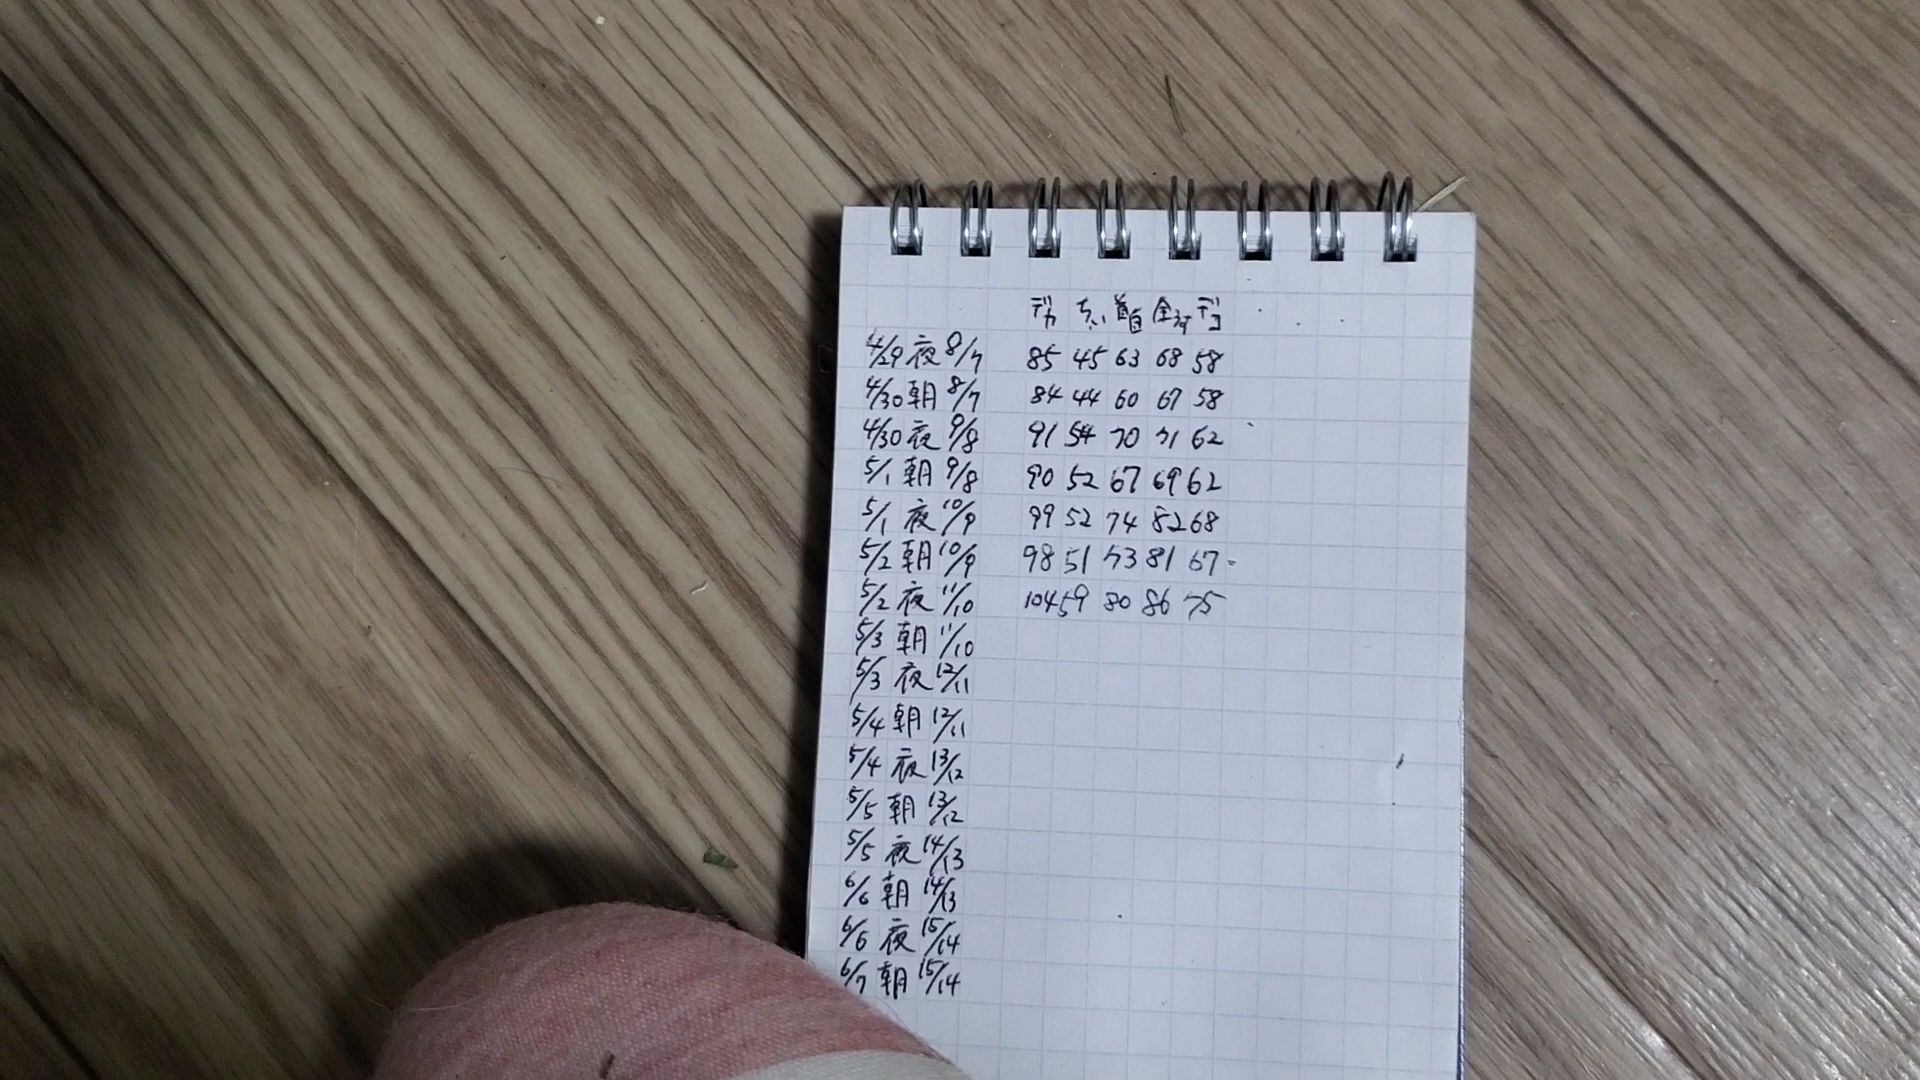 デカ ちい 首白 全対 デコ
4/29 夜 8/7 85 45 63 68 58
4/30 朝 8/7 84 44 60 67 58
4/30 夜 9/8 91 54 70 71 62
5/1 朝 9/8 90 52 67 69 62
5/1 夜 10/9 99 52 74 82 68
5/2 朝 10/9 98 51 73 81 67
5/2 夜 11/10 104 59 80 86 75
5/3 朝 11/10
5/3 夜 12/11
5/4 朝 12/11
5/4 夜 13/12
5/5 朝 13/12
5/5 夜 14/13
6/6 朝 14/13
6/6 夜 15/14
6/7 朝 15/14